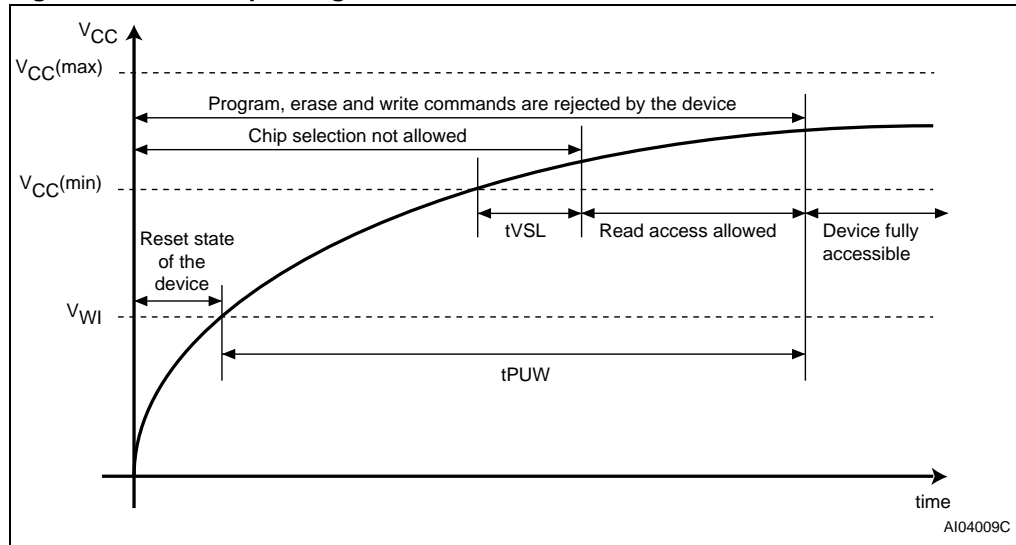 VCC
VCC(max)
Program, erase and write commands are rejected by the device
Chip selection not allowed
VCC(min)
tVSL
Read access allowed
Device fully
accessible
Reset state
of the
device
VWI
tPUW
time
AI04009C